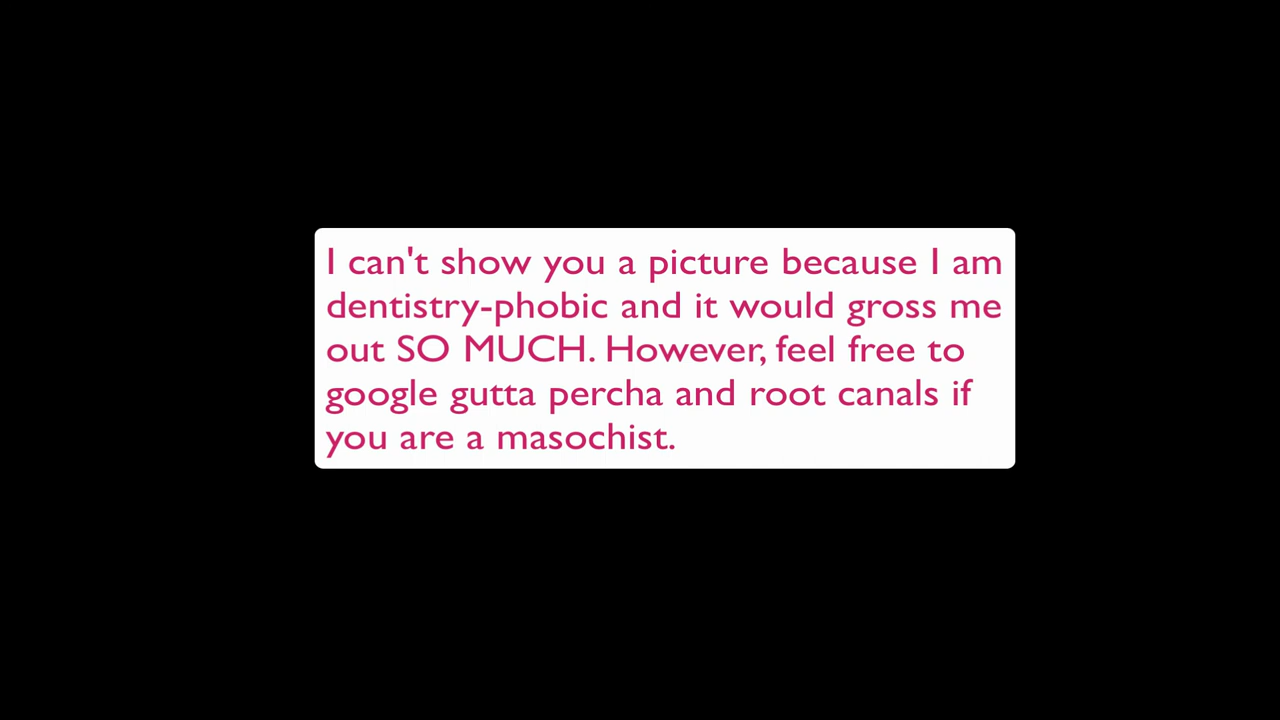 I can't show you a picture because I am
dentistry-phobic and it would gross me
out SO MUCH. However, feel free to
google gutta percha and root canals if
you are a masochist.